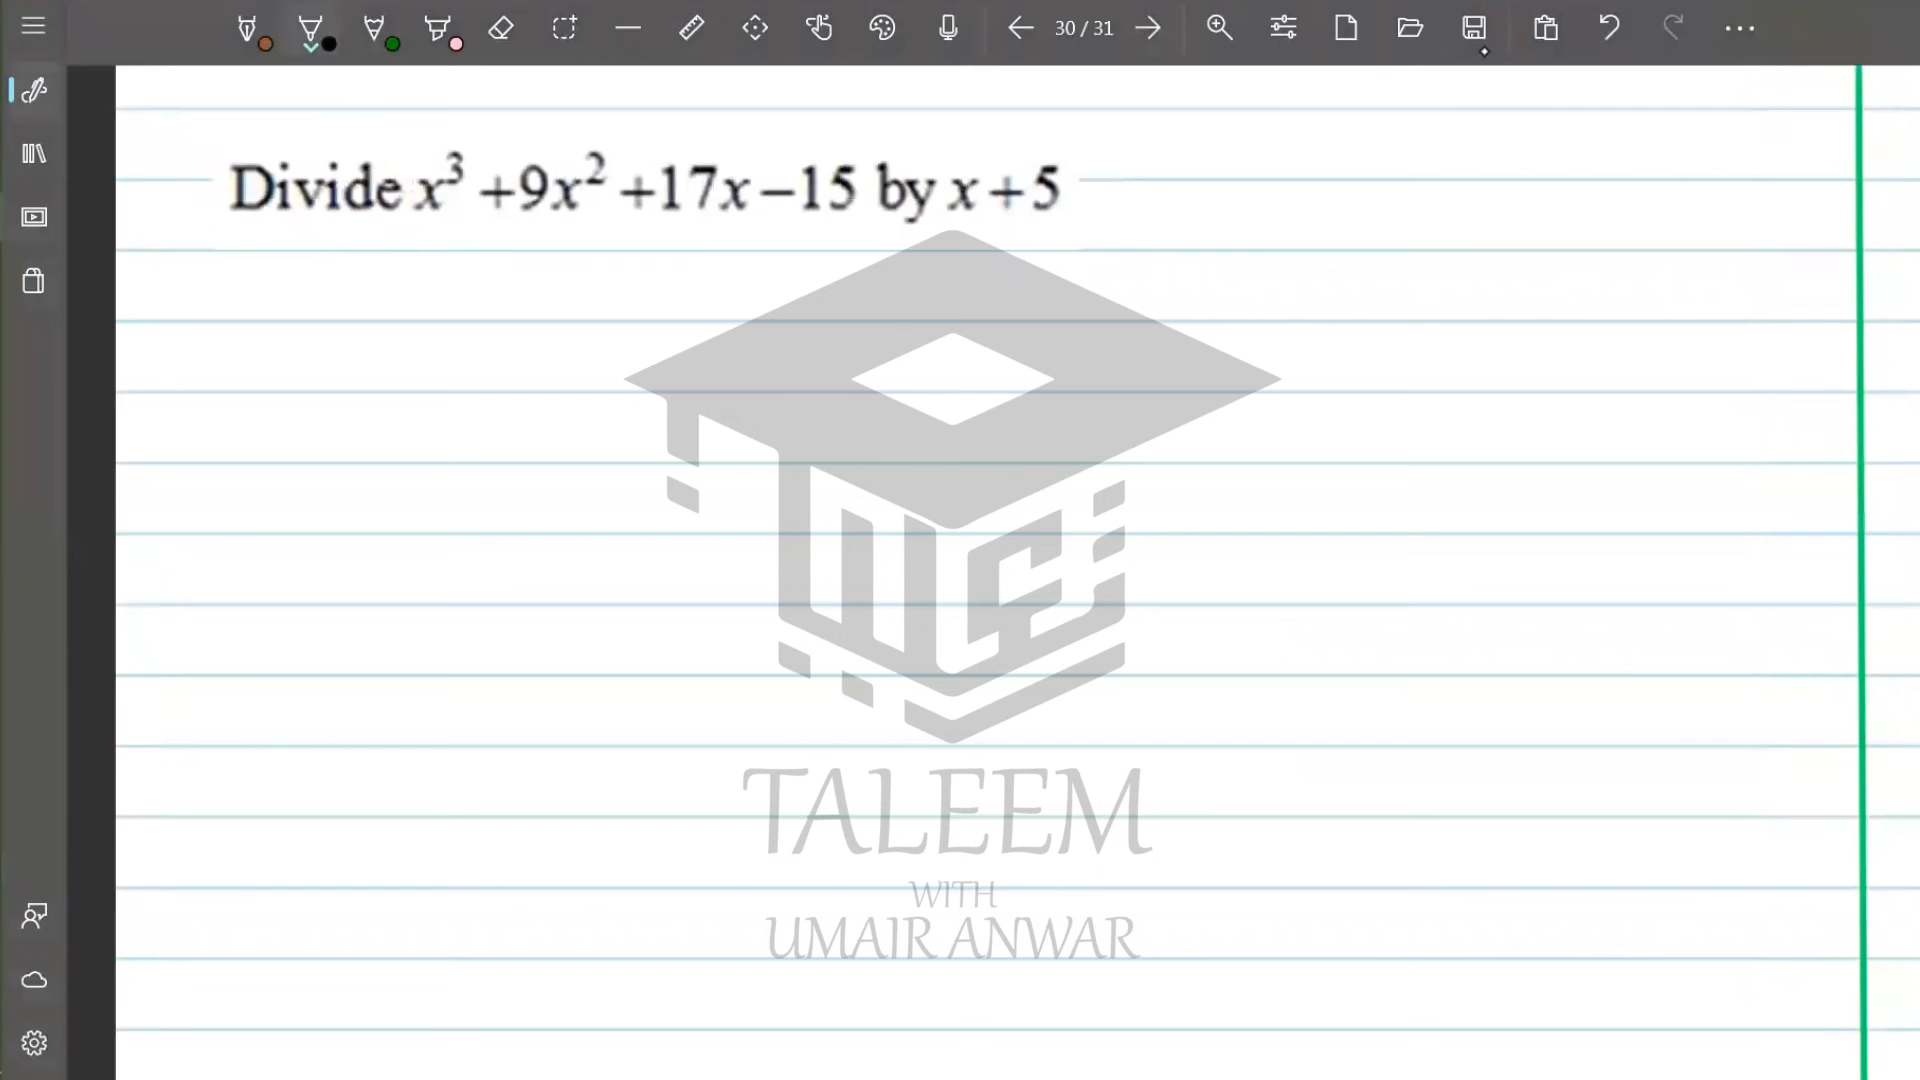 30 / 31
Divide x³ +9x² +17x−15 by x+5
TALEEM
WITH
UMAIR ANWAR